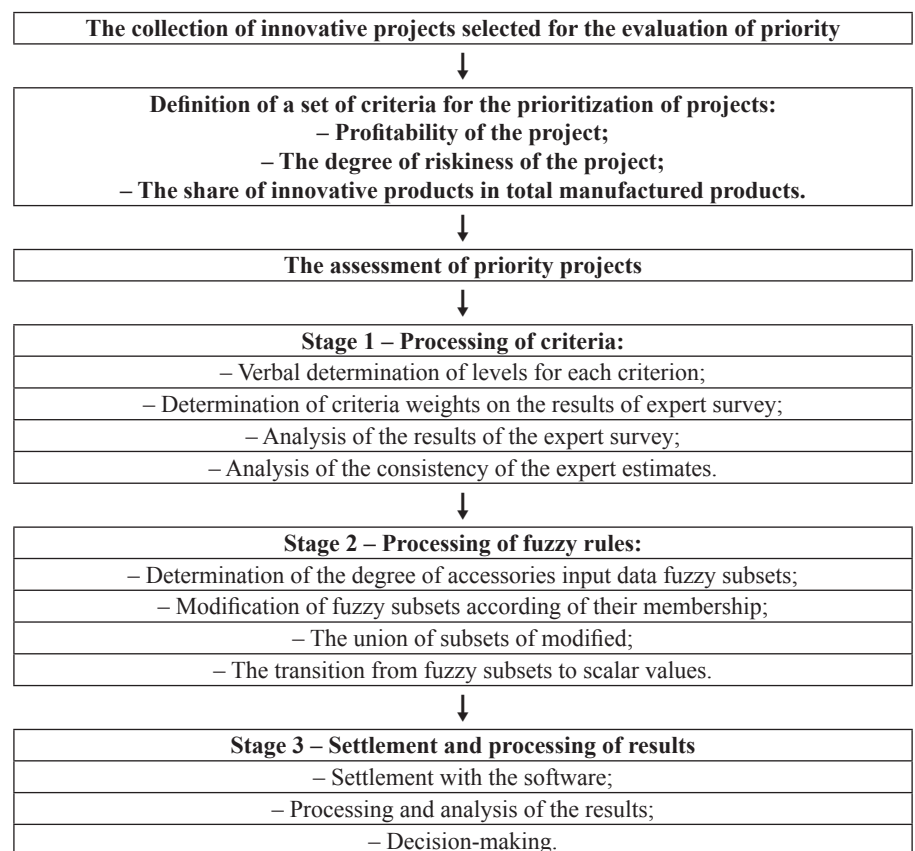 The collection of innovative projects selected for the evaluation of priority
Definition of a set of criteria for the prioritization of projects:
– Profitability of the project;
– The degree of riskiness of the project;
– The share of innovative products in total manufactured products.
The assessment of priority projects
Stage 1 – Processing of criteria:
– Verbal determination of levels for each criterion;
– Determination of criteria weights on the results of expert survey;
– Analysis of the results of the expert survey;
– Analysis of the consistency of the expert estimates.
Stage 2 – Processing of fuzzy rules:
– Determination of the degree of accessories input data fuzzy subsets;
– Modification of fuzzy subsets according of their membership;
– The union of subsets of modified;
– The transition from fuzzy subsets to scalar values.
Stage 3 – Settlement and processing of results
– Settlement with the software;
– Processing and analysis of the results;
– Decision-making.